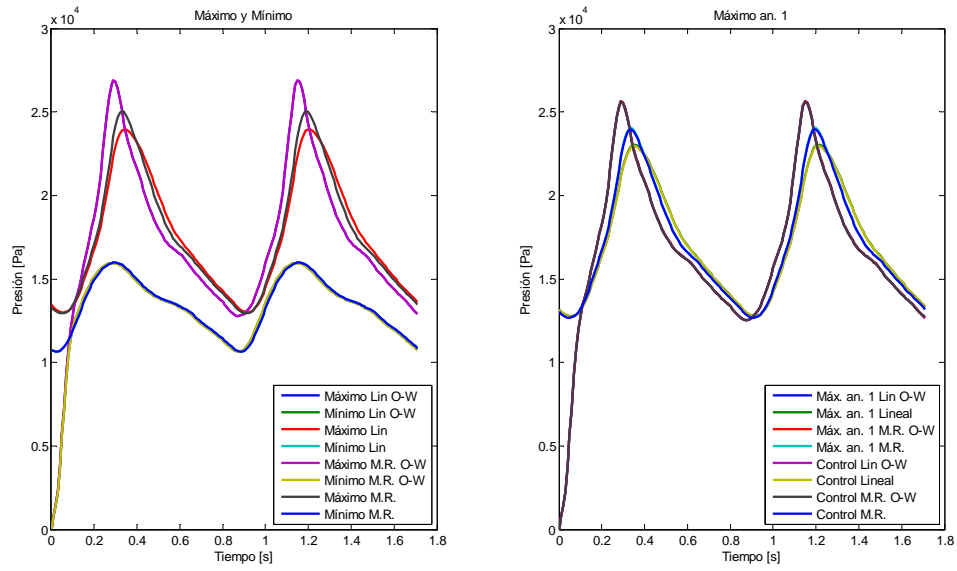 Máximo y Mínimo
x 10⁴
3
2.5
2
1.5
1
0.5
0
0 0.2 0.4 0.6 0.8 1 1.2 1.4 1.6 1.8
Presión [Pa]
Tiempo [s]
Máximo Lin O-W
Mínimo Lin O-W
Máximo Lin
Mínimo Lin
Máximo M.R. O-W
Mínimo M.R. O-W
Máximo M.R.
Mínimo M.R.
Máximo an. 1
x 10⁴
3
2.5
2
1.5
1
0.5
0
0 0.2 0.4 0.6 0.8 1 1.2 1.4 1.6 1.8
Presión [Pa]
Tiempo [s]
Máx. an. 1 Lin O-W
Máx. an. 1 Lineal
Máx. an. 1 M.R. O-W
Máx. an. 1 M.R.
Control Lin O-W
Control Lineal
Control M.R. O-W
Control M.R.